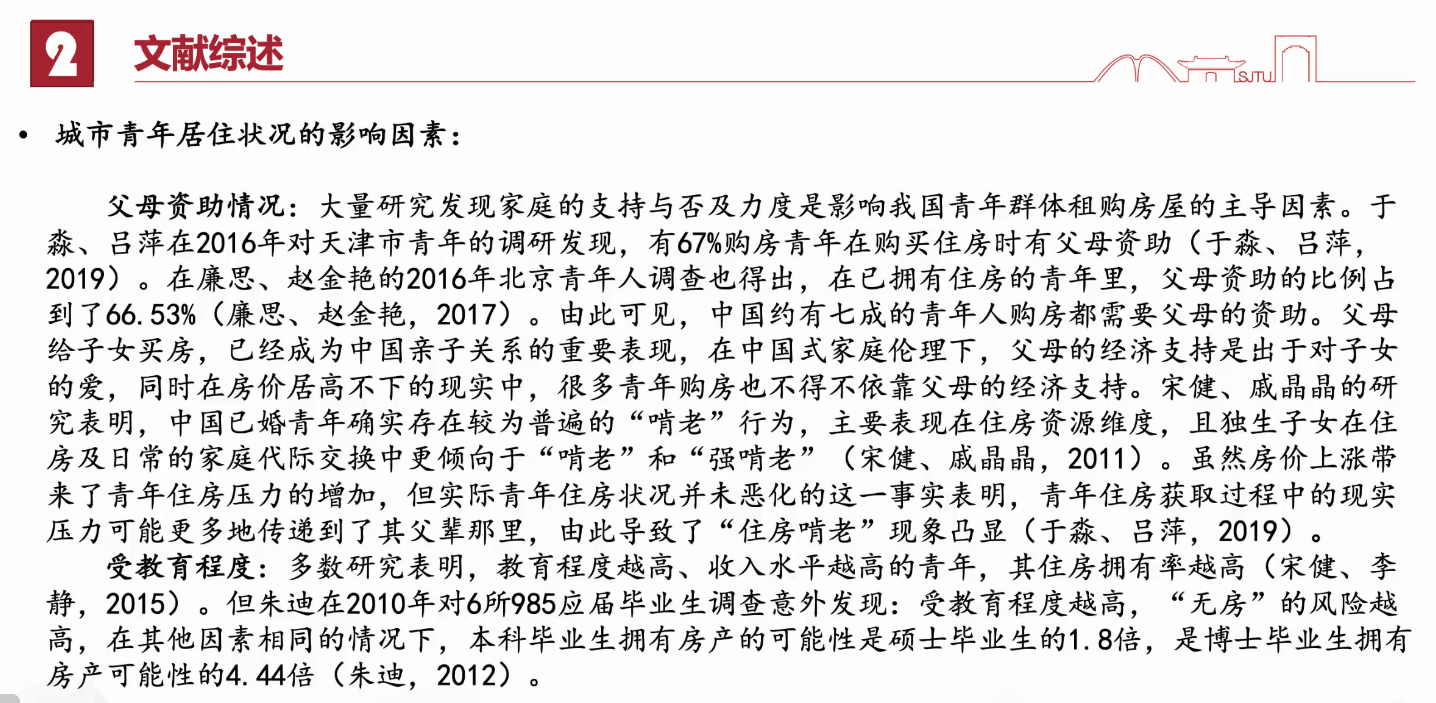 2
文献综述
SJTU
• 城市青年居住状况的影响因素：
父母资助情况：大量研究发现家庭的支持与否及力度是影响我国青年群体租购房屋的主导因素。于
淼、吕萍在2016年对天津市青年的调研发现，有67%购房青年在购买住房时有父母资助（于淼、吕萍，
2019）。在廉思、赵金艳的2016年北京青年人调查也得出，在已拥有住房的青年里，父母资助的比例占
到了66.53%（廉思、赵金艳，2017）。由此可见，中国约有七成的青年人购房都需要父母的资助。父母
给子女买房，已经成为中国亲子关系的重要表现，在中国式家庭伦理下，父母的经济支持是出于对子女
的爱，同时在房价居高不下的现实中，很多青年购房也不得不依靠父母的经济支持。宋健、戚晶晶的研
究表明，中国已婚青年确实存在较为普遍的“啃老”行为，主要表现在住房资源维度，且独生子女在住
房及日常的家庭代际交换中更倾向于“啃老”和“强啃老”（宋健、戚晶晶，2011）。虽然房价上涨带
来了青年住房压力的增加，但实际青年住房状况并未恶化的这一事实表明，青年住房获取过程中的现实
压力可能更多地传递到了其父辈那里，由此导致了“住房啃老”现象凸显（于淼、吕萍，2019）。
受教育程度：多数研究表明，教育程度越高、收入水平越高的青年，其住房拥有率越高（宋健、李
静，2015）。但朱迪在2010年对6所985应届毕业生调查意外发现：受教育程度越高，“无房”的风险越
高，在其他因素相同的情况下，本科毕业生拥有房产的可能性是硕士毕业生的1.8倍，是博士毕业生拥有
房产可能性的4.44倍（朱迪，2012）。